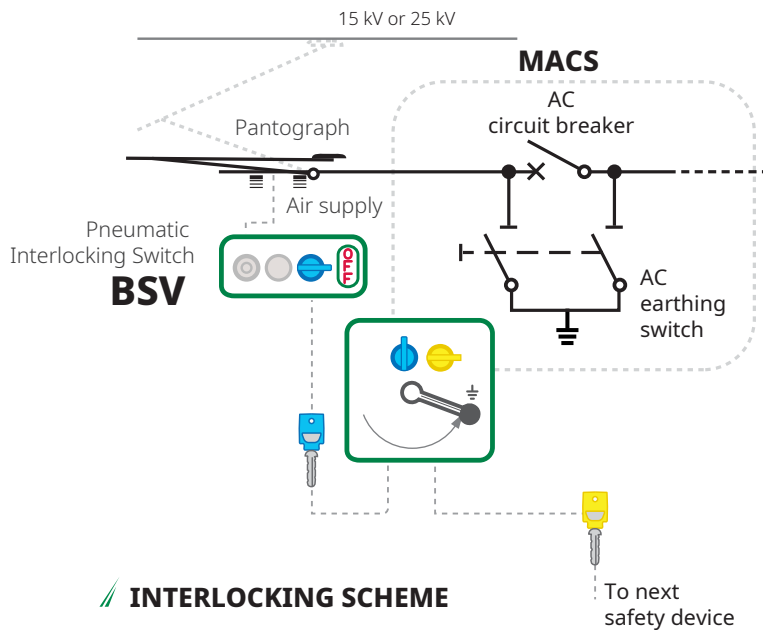 15 kV or 25 kV
MACS
AC
circuit breaker
Pantograph
Air supply
Pneumatic
Interlocking Switch
BSV
OFF
AC
earthing
switch
INTERLOCKING SCHEME
To next
safety device